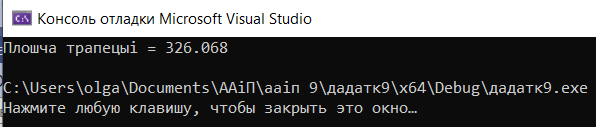 Консоль отладки Microsoft Visual Studio
Плошча трапецыі = 326.068
C:\Users\olga\Documents\ААіП\ааіп 9\дадатк9\x64\Debug\дадатк9.exe
Нажмите любую клавишу, чтобы закрыть это окно…